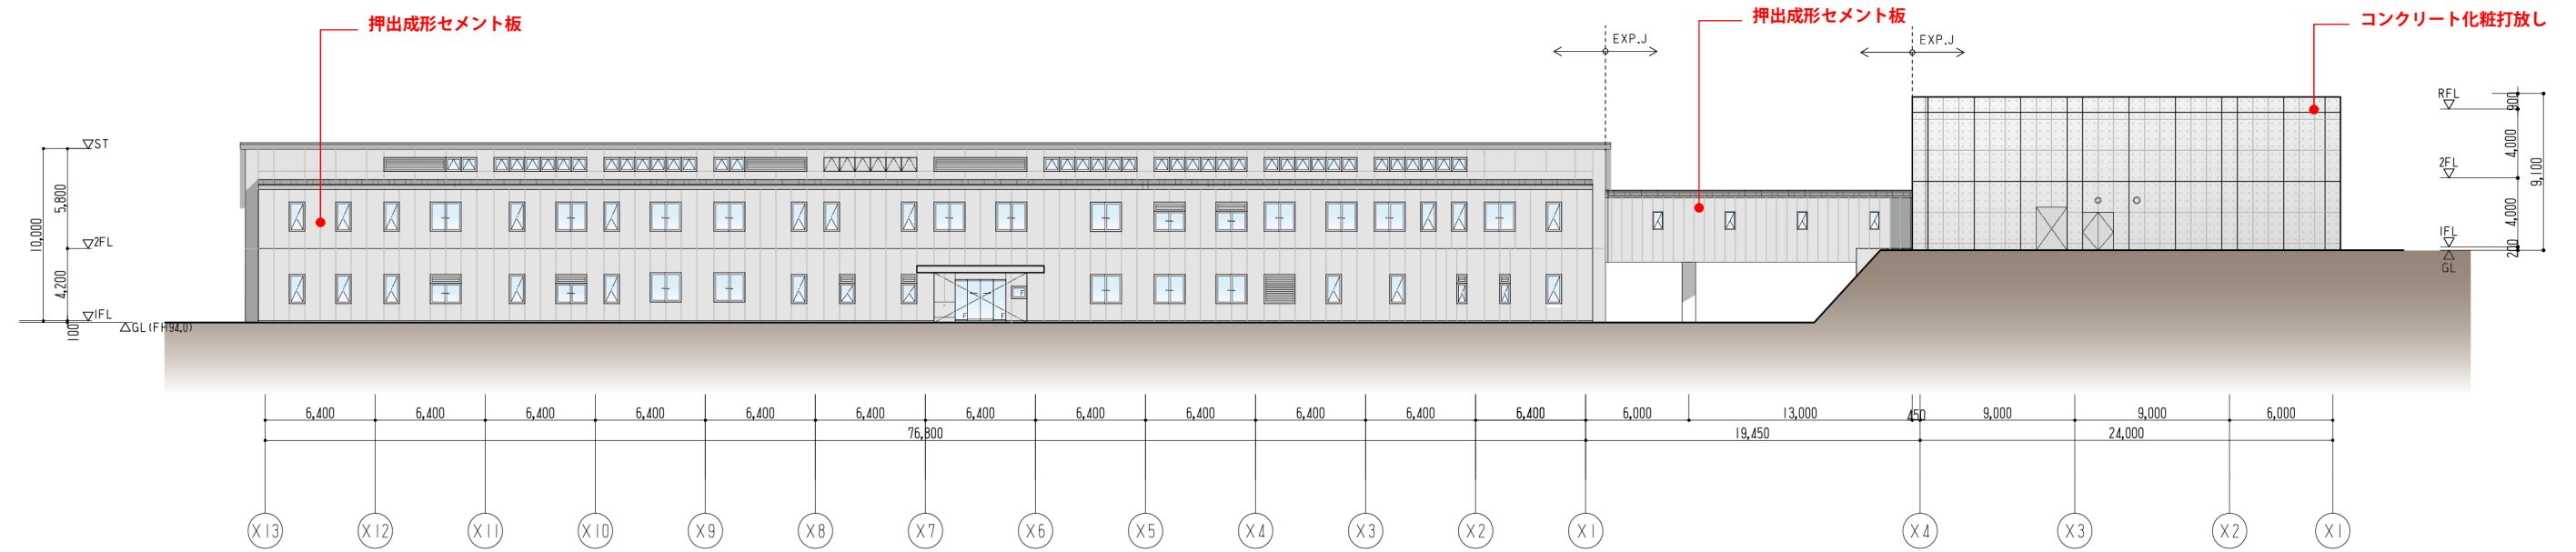 押出成形セメント板
押出成形セメント板
コンクリート化粧打放し
EXP.J
EXP.J
ST
2FL
1FL
GL(FH94.0)
10,000
5,800
4,200
100
RFL
2FL
1FL
GL
900
4,000
4,000
200
9,100
6,400 6,400 6,400 6,400 6,400 6,400 6,400 6,400 6,400 6,400 6,400 6,400 6,000 13,000 450 9,000 9,000 6,000
76,800 19,450 24,000
X13 X12 X11 X10 X9 X8 X7 X6 X5 X4 X3 X2 X1 X4 X3 X2 X1